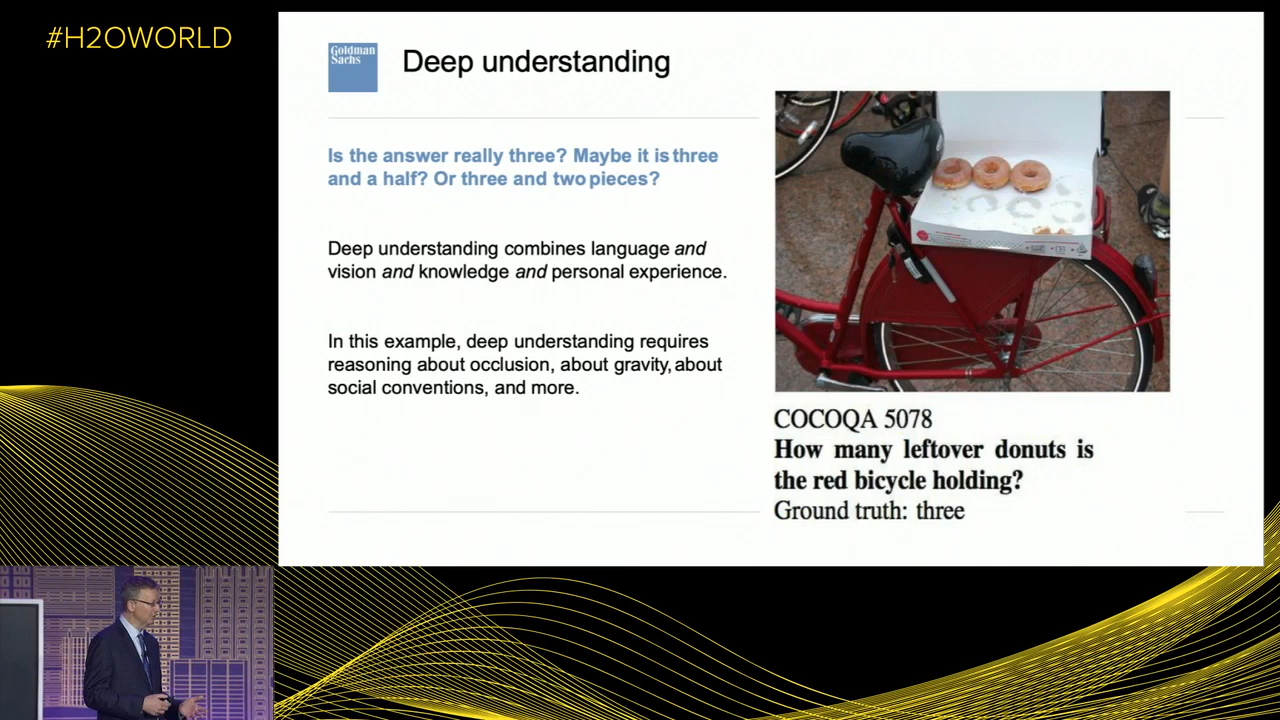 #H2OWORLD
Goldman
Sachs
Deep understanding
Is the answer really three? Maybe it is three
and a half? Or three and two pieces?
Deep understanding combines language and
vision and knowledge and personal experience.
In this example, deep understanding requires
reasoning about occlusion, about gravity, about
social conventions, and more.
COCOQA 5078
How many leftover donuts is
the red bicycle holding?
Ground truth: three